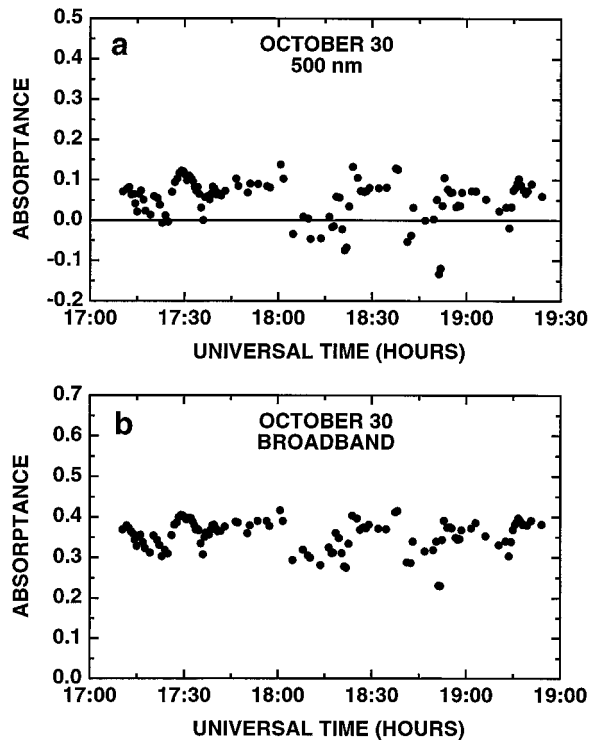 a
OCTOBER 30
500 nm
0.5
0.4
0.3
0.2
0.1
0.0
-0.1
-0.2
ABSORPTANCE
17:00 17:30 18:00 18:30 19:00 19:30
UNIVERSAL TIME (HOURS)
b
OCTOBER 30
BROADBAND
0.7
0.6
0.5
0.4
0.3
0.2
0.1
0.0
ABSORPTANCE
17:00 17:30 18:00 18:30 19:00 19:00
UNIVERSAL TIME (HOURS)